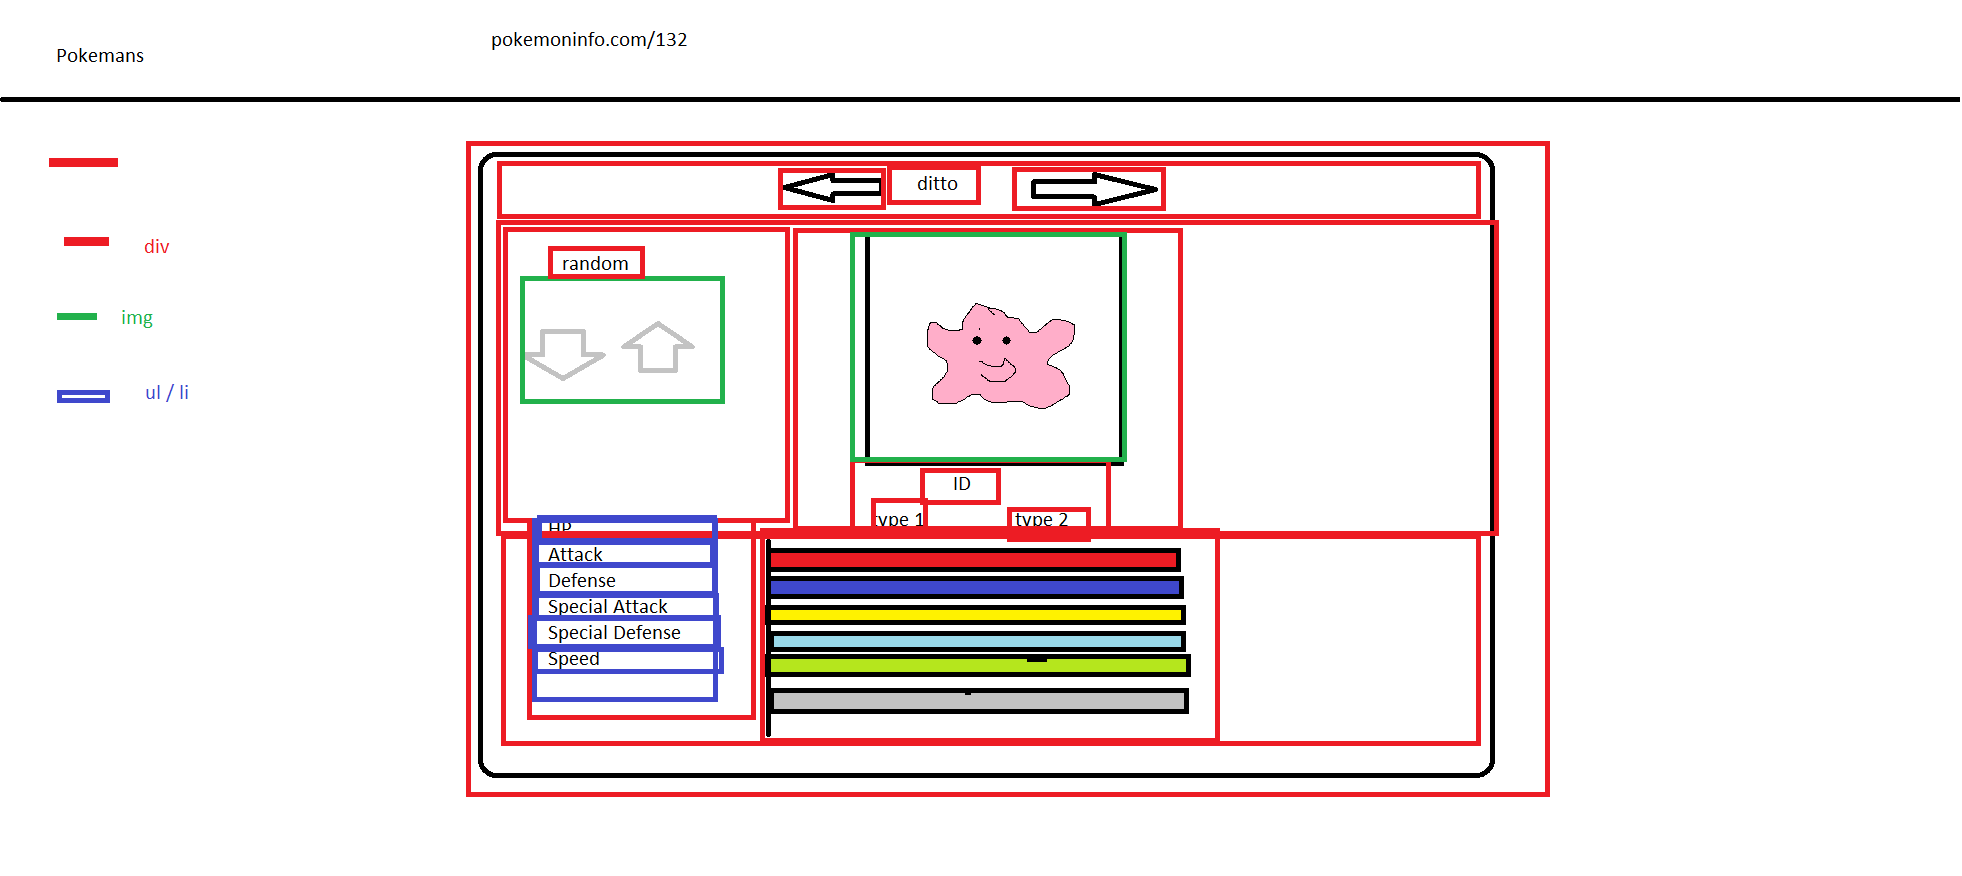 pokemoninfo.com/132
Pokemans
div
img
ul / li
ditto
random
ID
type 1
type 2
HP
Attack
Defense
Special Attack
Special Defense
Speed